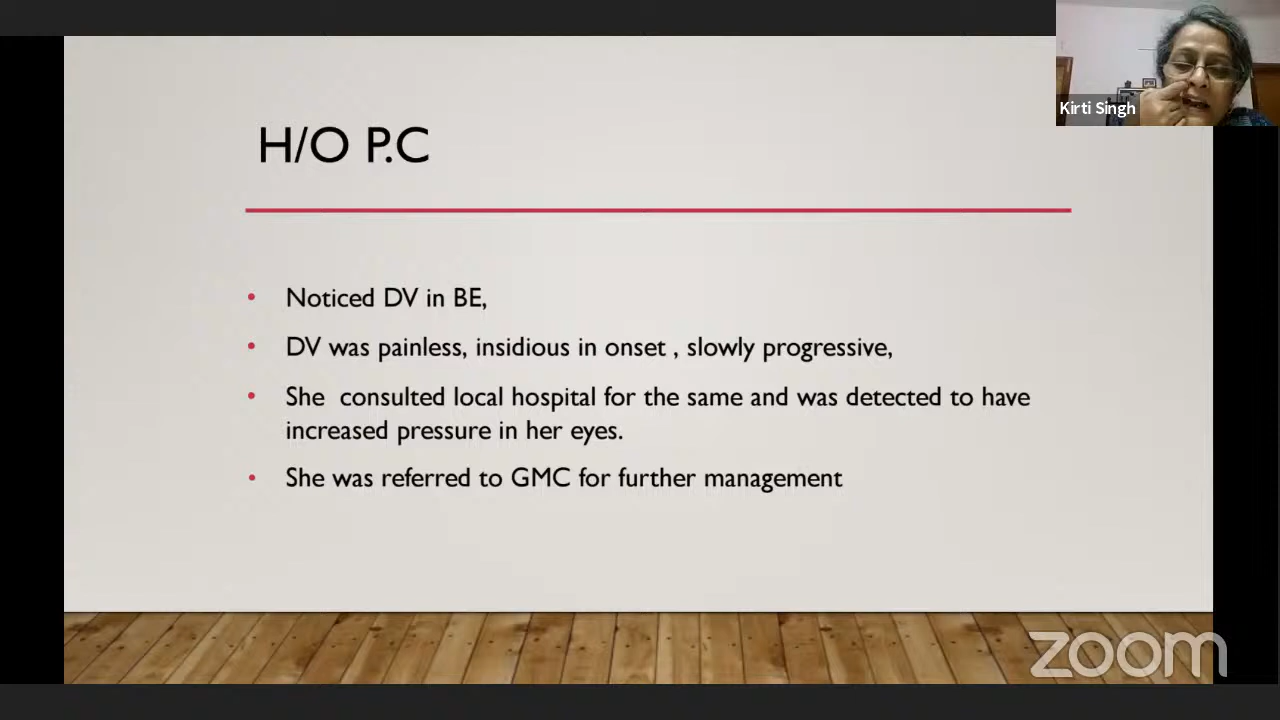 Kirti Singh
H/O P.C
• Noticed DV in BE,
• DV was painless, insidious in onset , slowly progressive,
• She consulted local hospital for the same and was detected to have
increased pressure in her eyes.
• She was referred to GMC for further management
zoom